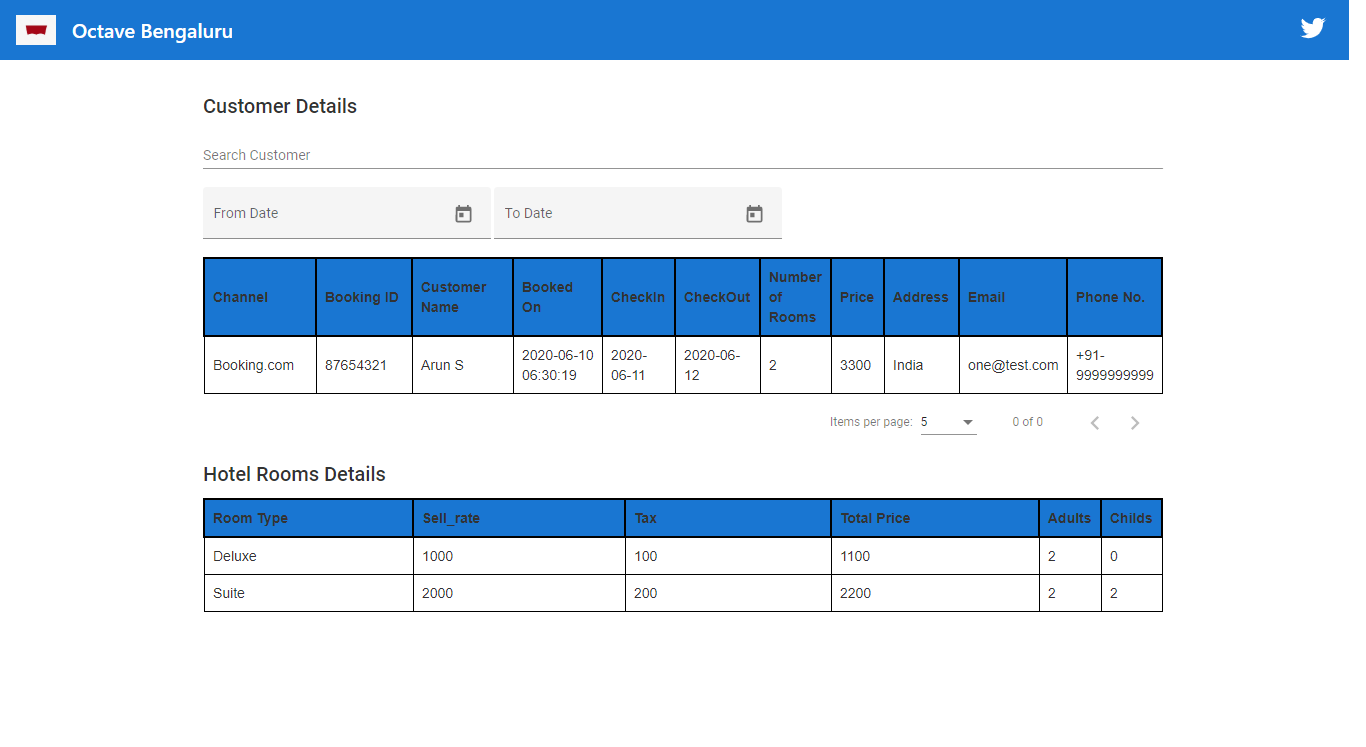 Octave Bengaluru
Customer Details
Search Customer
From Date To Date
Channel Booking ID Customer Name Booked On CheckIn CheckOut Number of Rooms Price Address Email Phone No.
Booking.com 87654321 Arun S 2020-06-10 06:30:19 2020-06-11 2020-06-12 2 3300 India one@test.com +91-9999999999
Items per page: 5 0 of 0
Hotel Rooms Details
Room Type Sell_rate Tax Total Price Adults Childs
Deluxe 1000 100 1100 2 0
Suite 2000 200 2200 2 2